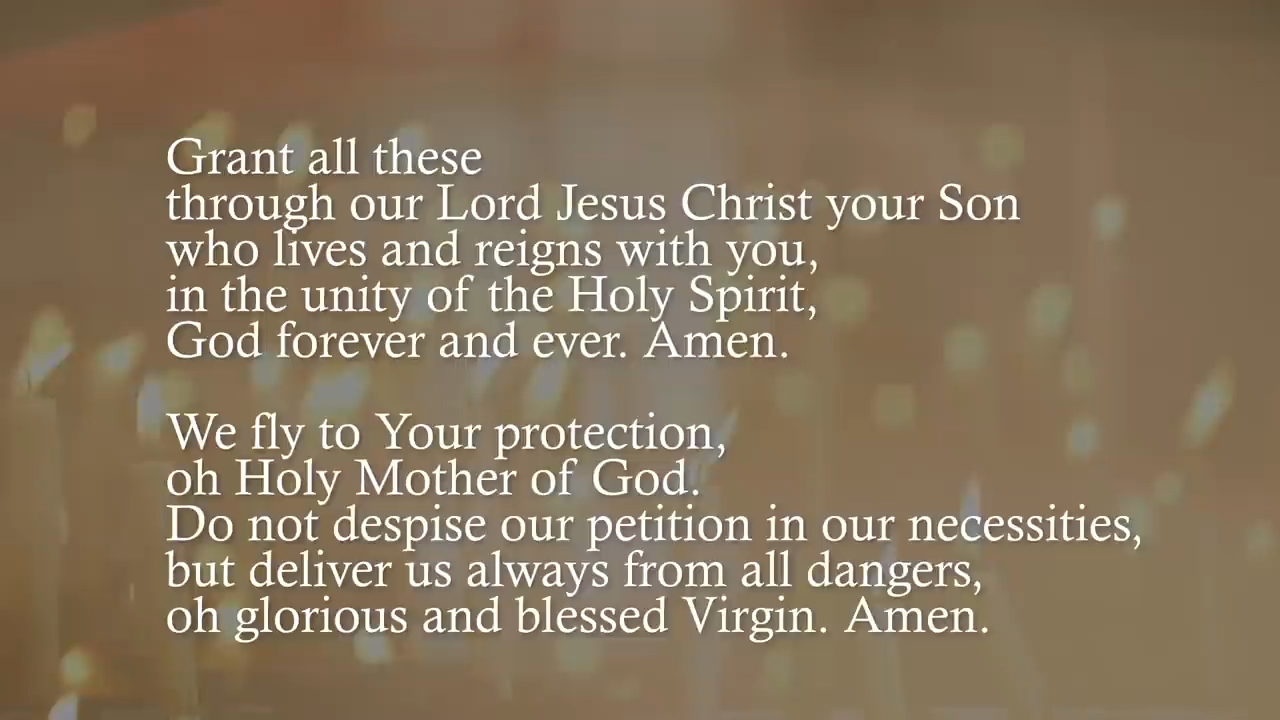 Grant all these
through our Lord Jesus Christ your Son
who lives and reigns with you,
in the unity of the Holy Spirit,
God forever and ever. Amen.
We fly to Your protection,
oh Holy Mother of God.
Do not despise our petition in our necessities,
but deliver us always from all dangers,
oh glorious and blessed Virgin. Amen.